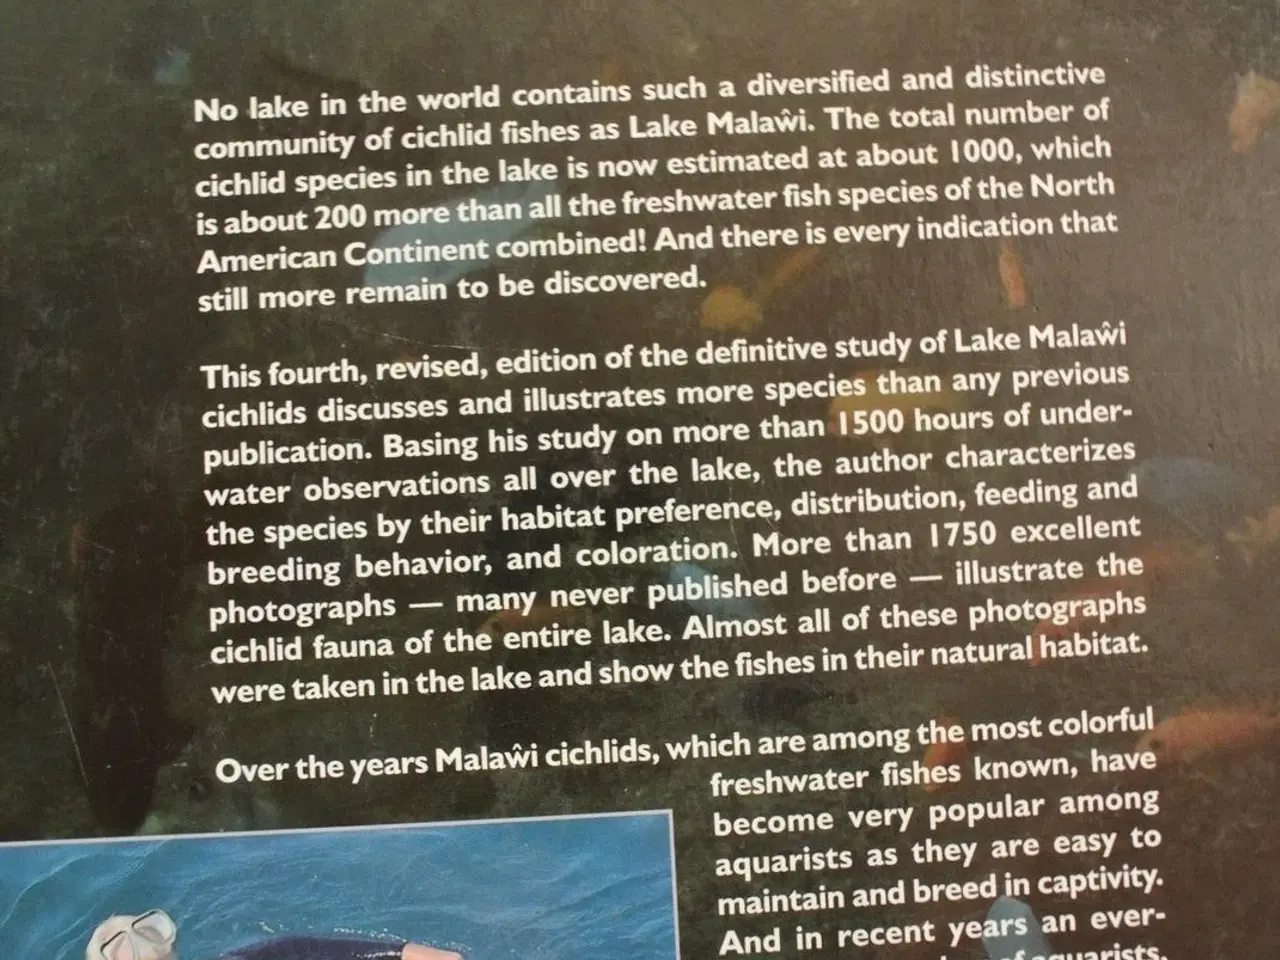 No lake in the world contains such a diversified and distinctive
community of cichlid fishes as Lake Malaŵi. The total number of
cichlid species in the lake is now estimated at about 1000, which
is about 200 more than all the freshwater fish species of the North
American Continent combined! And there is every indication that
still more remain to be discovered.
This fourth, revised, edition of the definitive study of Lake Malaŵi
cichlids discusses and illustrates more species than any previous
publication. Basing his study on more than 1500 hours of under-
water observations all over the lake, the author characterizes
the species by their habitat preference, distribution, feeding and
breeding behavior, and coloration. More than 1750 excellent
photographs — many never published before — illustrate the
cichlid fauna of the entire lake. Almost all of these photographs
were taken in the lake and show the fishes in their natural habitat.
Over the years Malaŵi cichlids, which are among the most colorful
freshwater fishes known, have
become very popular among
aquarists as they are easy to
maintain and breed in captivity.
And in recent years an ever-
of aquarists,